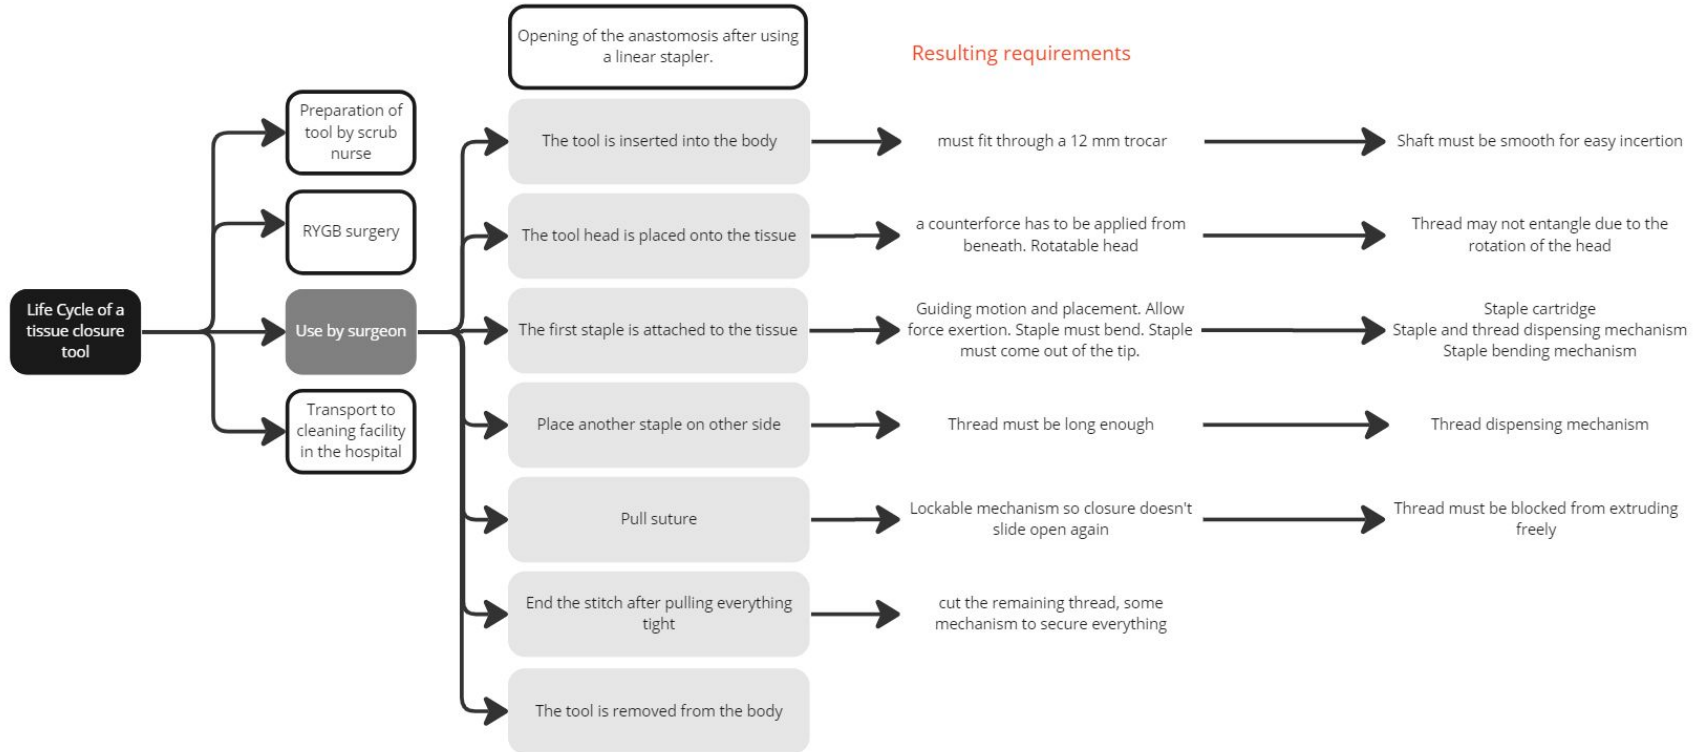 Opening of the anastomosis after using
a linear stapler.
Resulting requirements
Preparation of
tool by scrub
nurse
RYGB surgery
Life Cycle of a
tissue closure
tool
Use by surgeon
Transport to
cleaning facility
in the hospital
The tool is inserted into the body
must fit through a 12 mm trocar
Shaft must be smooth for easy incertion
The tool head is placed onto the tissue
a counterforce has to be applied from
beneath. Rotatable head
Thread may not entangle due to the
rotation of the head
The first staple is attached to the tissue
Guiding motion and placement. Allow
force exertion. Staple must bend. Staple
must come out of the tip.
Staple cartridge
Staple and thread dispensing mechanism
Staple bending mechanism
Place another staple on other side
Thread must be long enough
Thread dispensing mechanism
Pull suture
Lockable mechanism so closure doesn't
slide open again
Thread must be blocked from extruding
freely
End the stitch after pulling everything
tight
cut the remaining thread, some
mechanism to secure everything
The tool is removed from the body